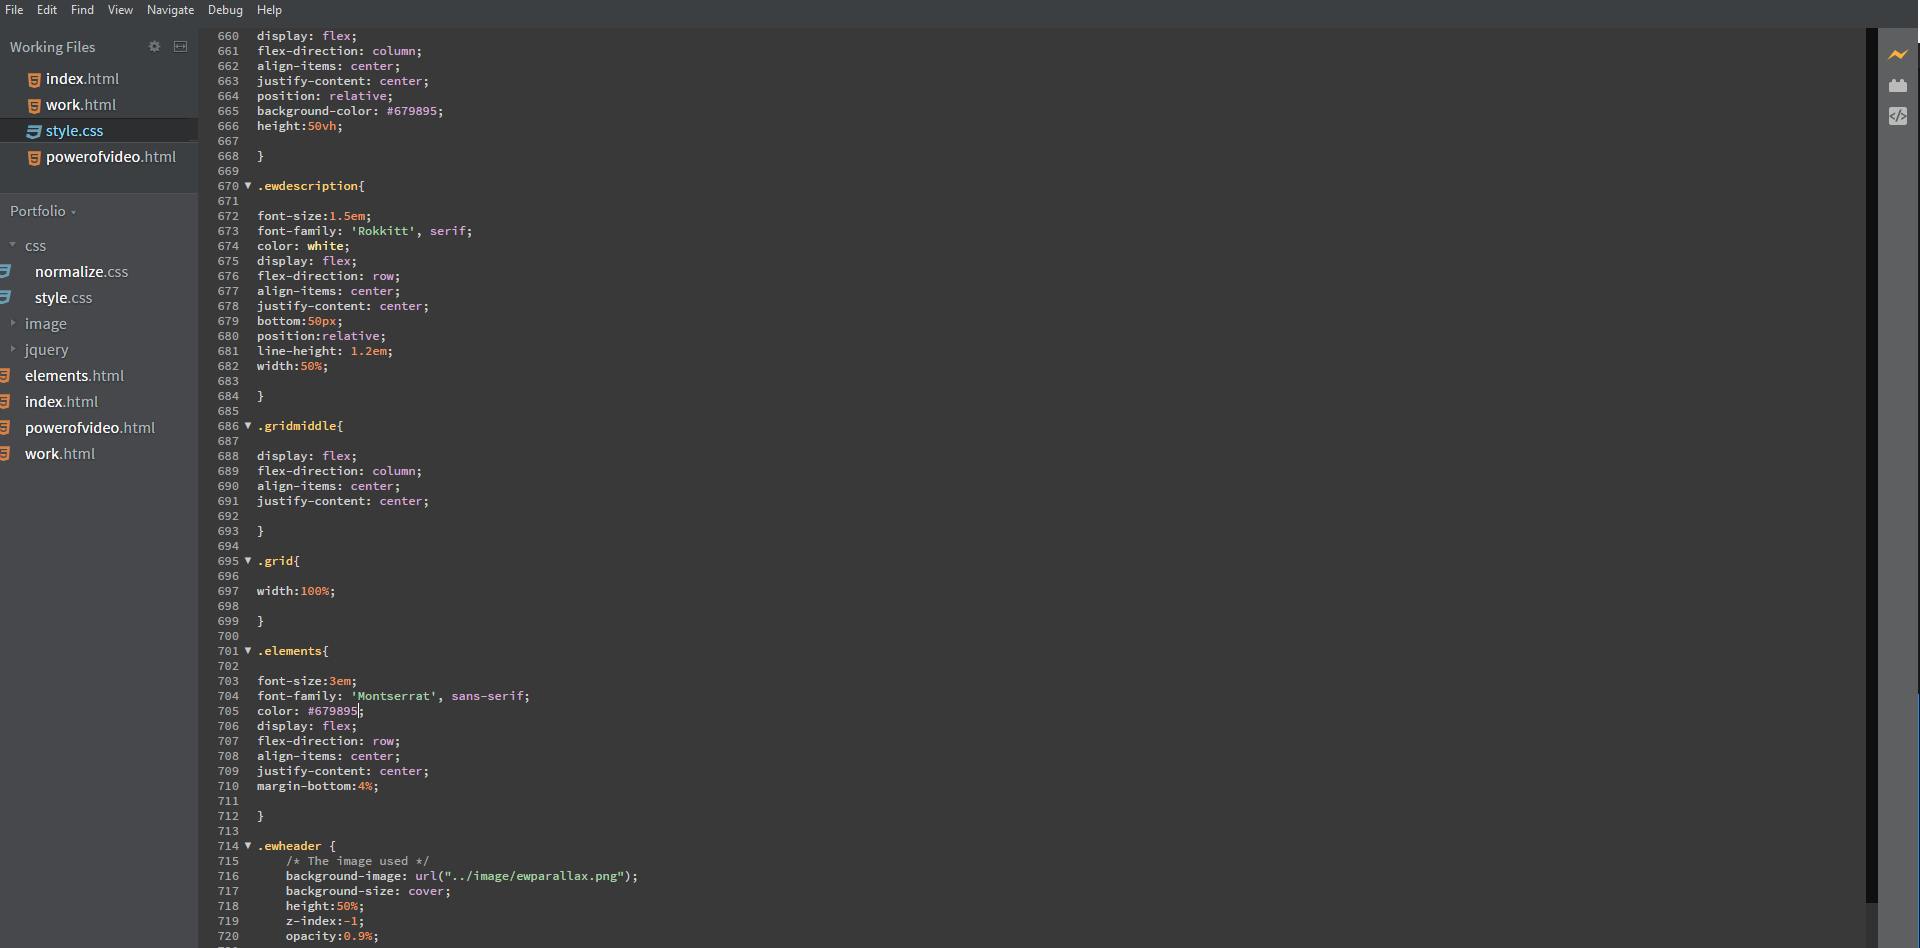 File Edit Find View Navigate Debug Help
Working Files
index.html
work.html
style.css
powerofvideo.html
Portfolio
css
normalize.css
style.css
image
jquery
elements.html
index.html
powerofvideo.html
work.html
660 display: flex;
661 flex-direction: column;
662 align-items: center;
663 justify-content: center;
664 position: relative;
665 background-color: #679895;
666 height:50vh;
667
668 }
669
670 .ewdescription{
671
672 font-size:1.5em;
673 font-family: 'Rokkitt', serif;
674 color: white;
675 display: flex;
676 flex-direction: row;
677 align-items: center;
678 justify-content: center;
679 bottom:50px;
680 position:relative;
681 line-height: 1.2em;
682 width:50%;
683
684 }
685
686 .gridmiddle{
687
688 display: flex;
689 flex-direction: column;
690 align-items: center;
691 justify-content: center;
692
693 }
694
695 .grid{
696
697 width:100%;
698
699 }
700
701 .elements{
702
703 font-size:3em;
704 font-family: 'Montserrat', sans-serif;
705 color: #679895;
706 display: flex;
707 flex-direction: row;
708 align-items: center;
709 justify-content: center;
710 margin-bottom:4%;
711
712 }
713
714 .ewheader {
715 /* The image used */
716 background-image: url("../image/ewparallax.png");
717 background-size: cover;
718 height:50%;
719 z-index:-1;
720 opacity:0.9%;